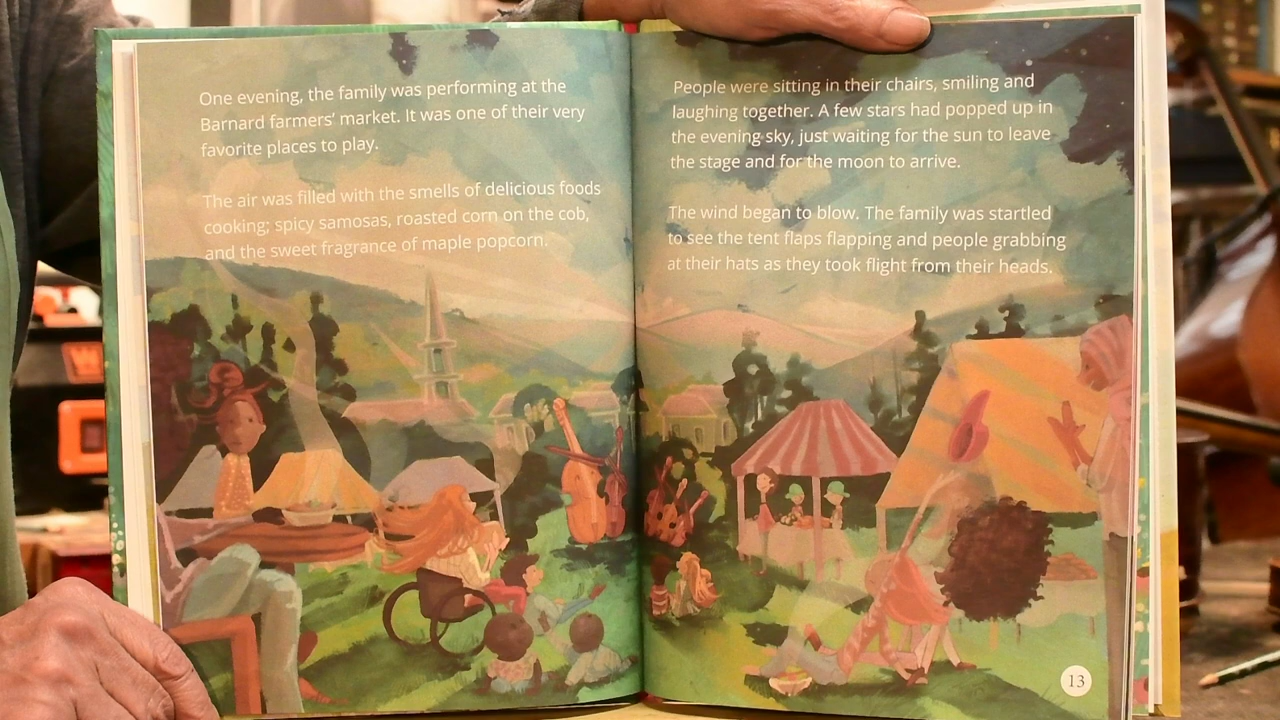 One evening, the family was performing at the
Barnard farmers' market. It was one of their very
favorite places to play.
The air was filled with the smells of delicious foods
cooking; spicy samosas, roasted corn on the cob,
and the sweet fragrance of maple popcorn.
People were sitting in their chairs, smiling and
laughing together. A few stars had popped up in
the evening sky, just waiting for the sun to leave
the stage and for the moon to arrive.
The wind began to blow. The family was startled
to see the tent flaps flapping and people grabbing
at their hats as they took flight from their heads.
13